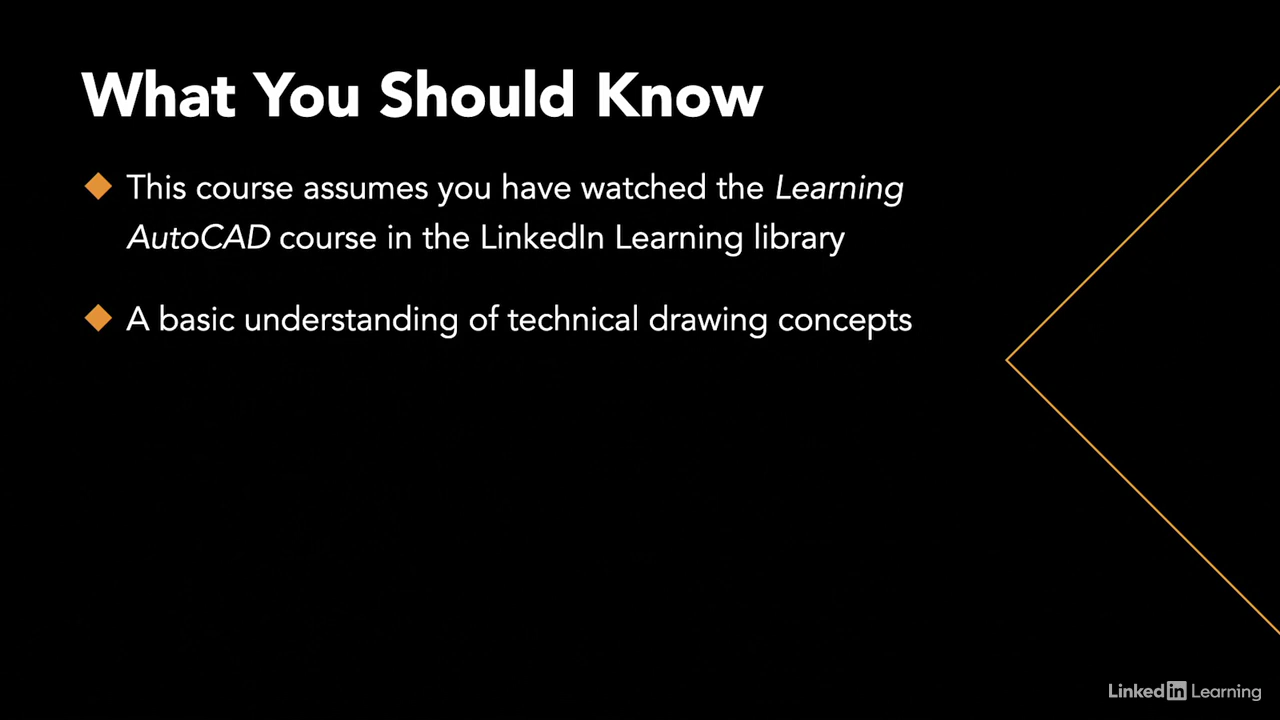 What You Should Know
This course assumes you have watched the Learning
AutoCAD course in the LinkedIn Learning library
A basic understanding of technical drawing concepts
Linked in Learning